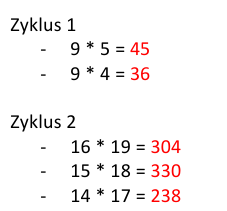 Zyklus 1
- 9 * 5 = 45
- 9 * 4 = 36
Zyklus 2
- 16 * 19 = 304
- 15 * 18 = 330
- 14 * 17 = 238